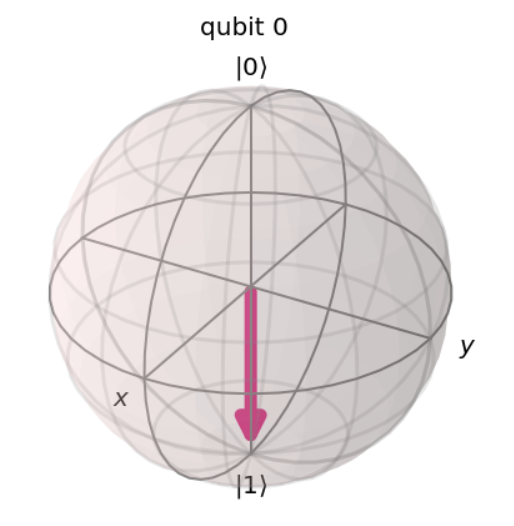 qubit 0
|0⟩
y
x
|1⟩